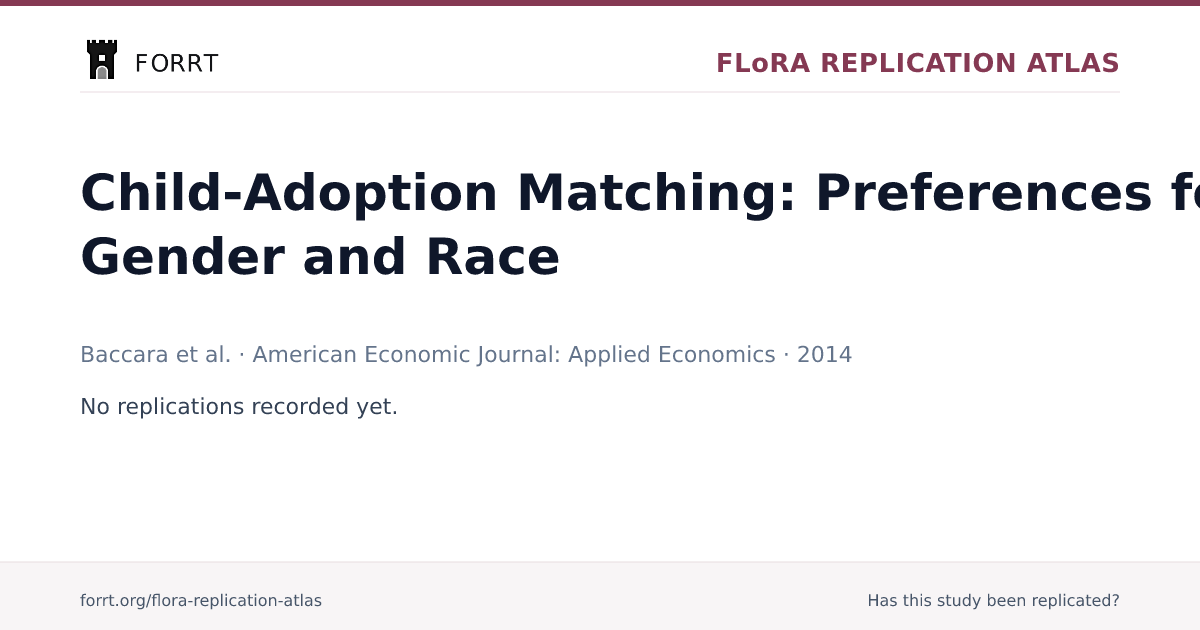 FORRT
FLoRA REPLICATION ATLAS
Child-Adoption Matching: Preferences
Gender and Race
Baccara et al. · American Economic Journal: Applied Economics · 2014
No replications recorded yet.
forrt.org/flora-replication-atlas
Has this study been replicated?